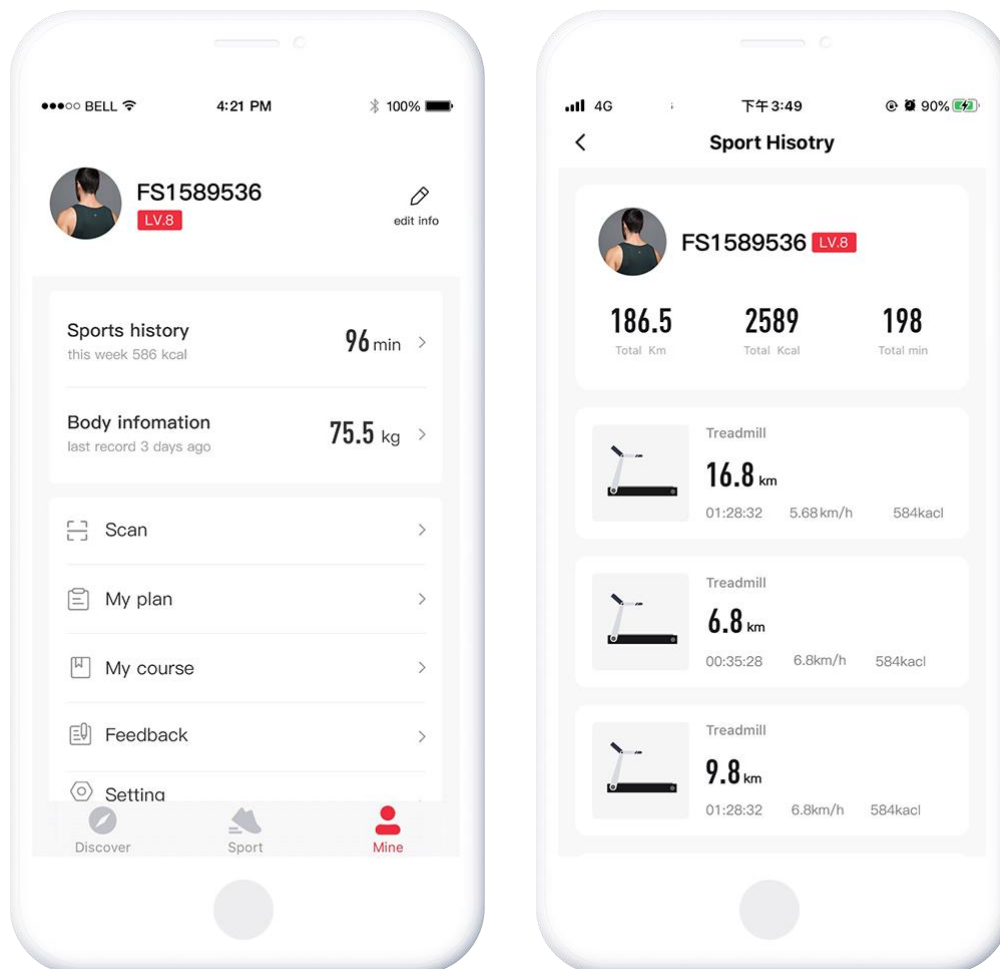 BELL 4:21 PM 100%
FS1589536
LV.8
edit info
Sports history
this week 586 kcal
96 min
Body infomation
last record 3 days ago
75.5 kg
Scan
My plan
My course
Feedback
Setting
Discover Sport Mine
4G 下午3:49 90%
Sport Hisotry
FS1589536 LV.8
186.5 2589 198
Total Km Total Kcal Total min
Treadmill
16.8 km
01:28:32 5.68km/h 584kacl
Treadmill
6.8 km
00:35:28 6.8km/h 584kacl
Treadmill
9.8 km
01:28:32 6.8km/h 584kacl